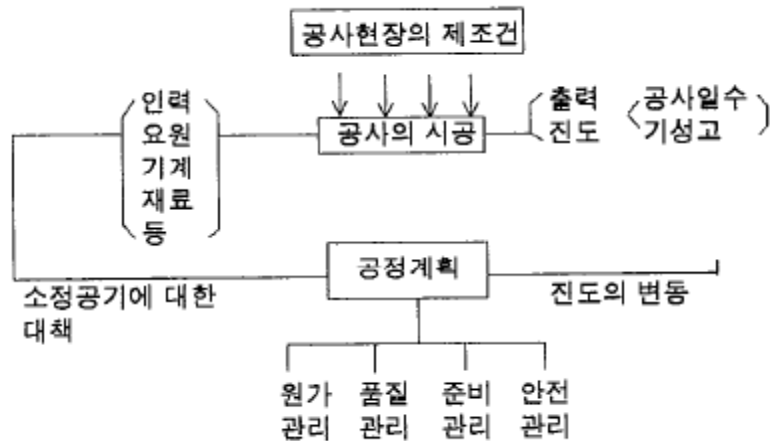 공사현장의 제조건
인력
요원
기계
재료
등
공사의 시공
출력
진도
공사일수
기성고
소정공기에 대한
대책
공정계획
진도의 변동
원가
관리
품질
관리
준비
관리
안전
관리